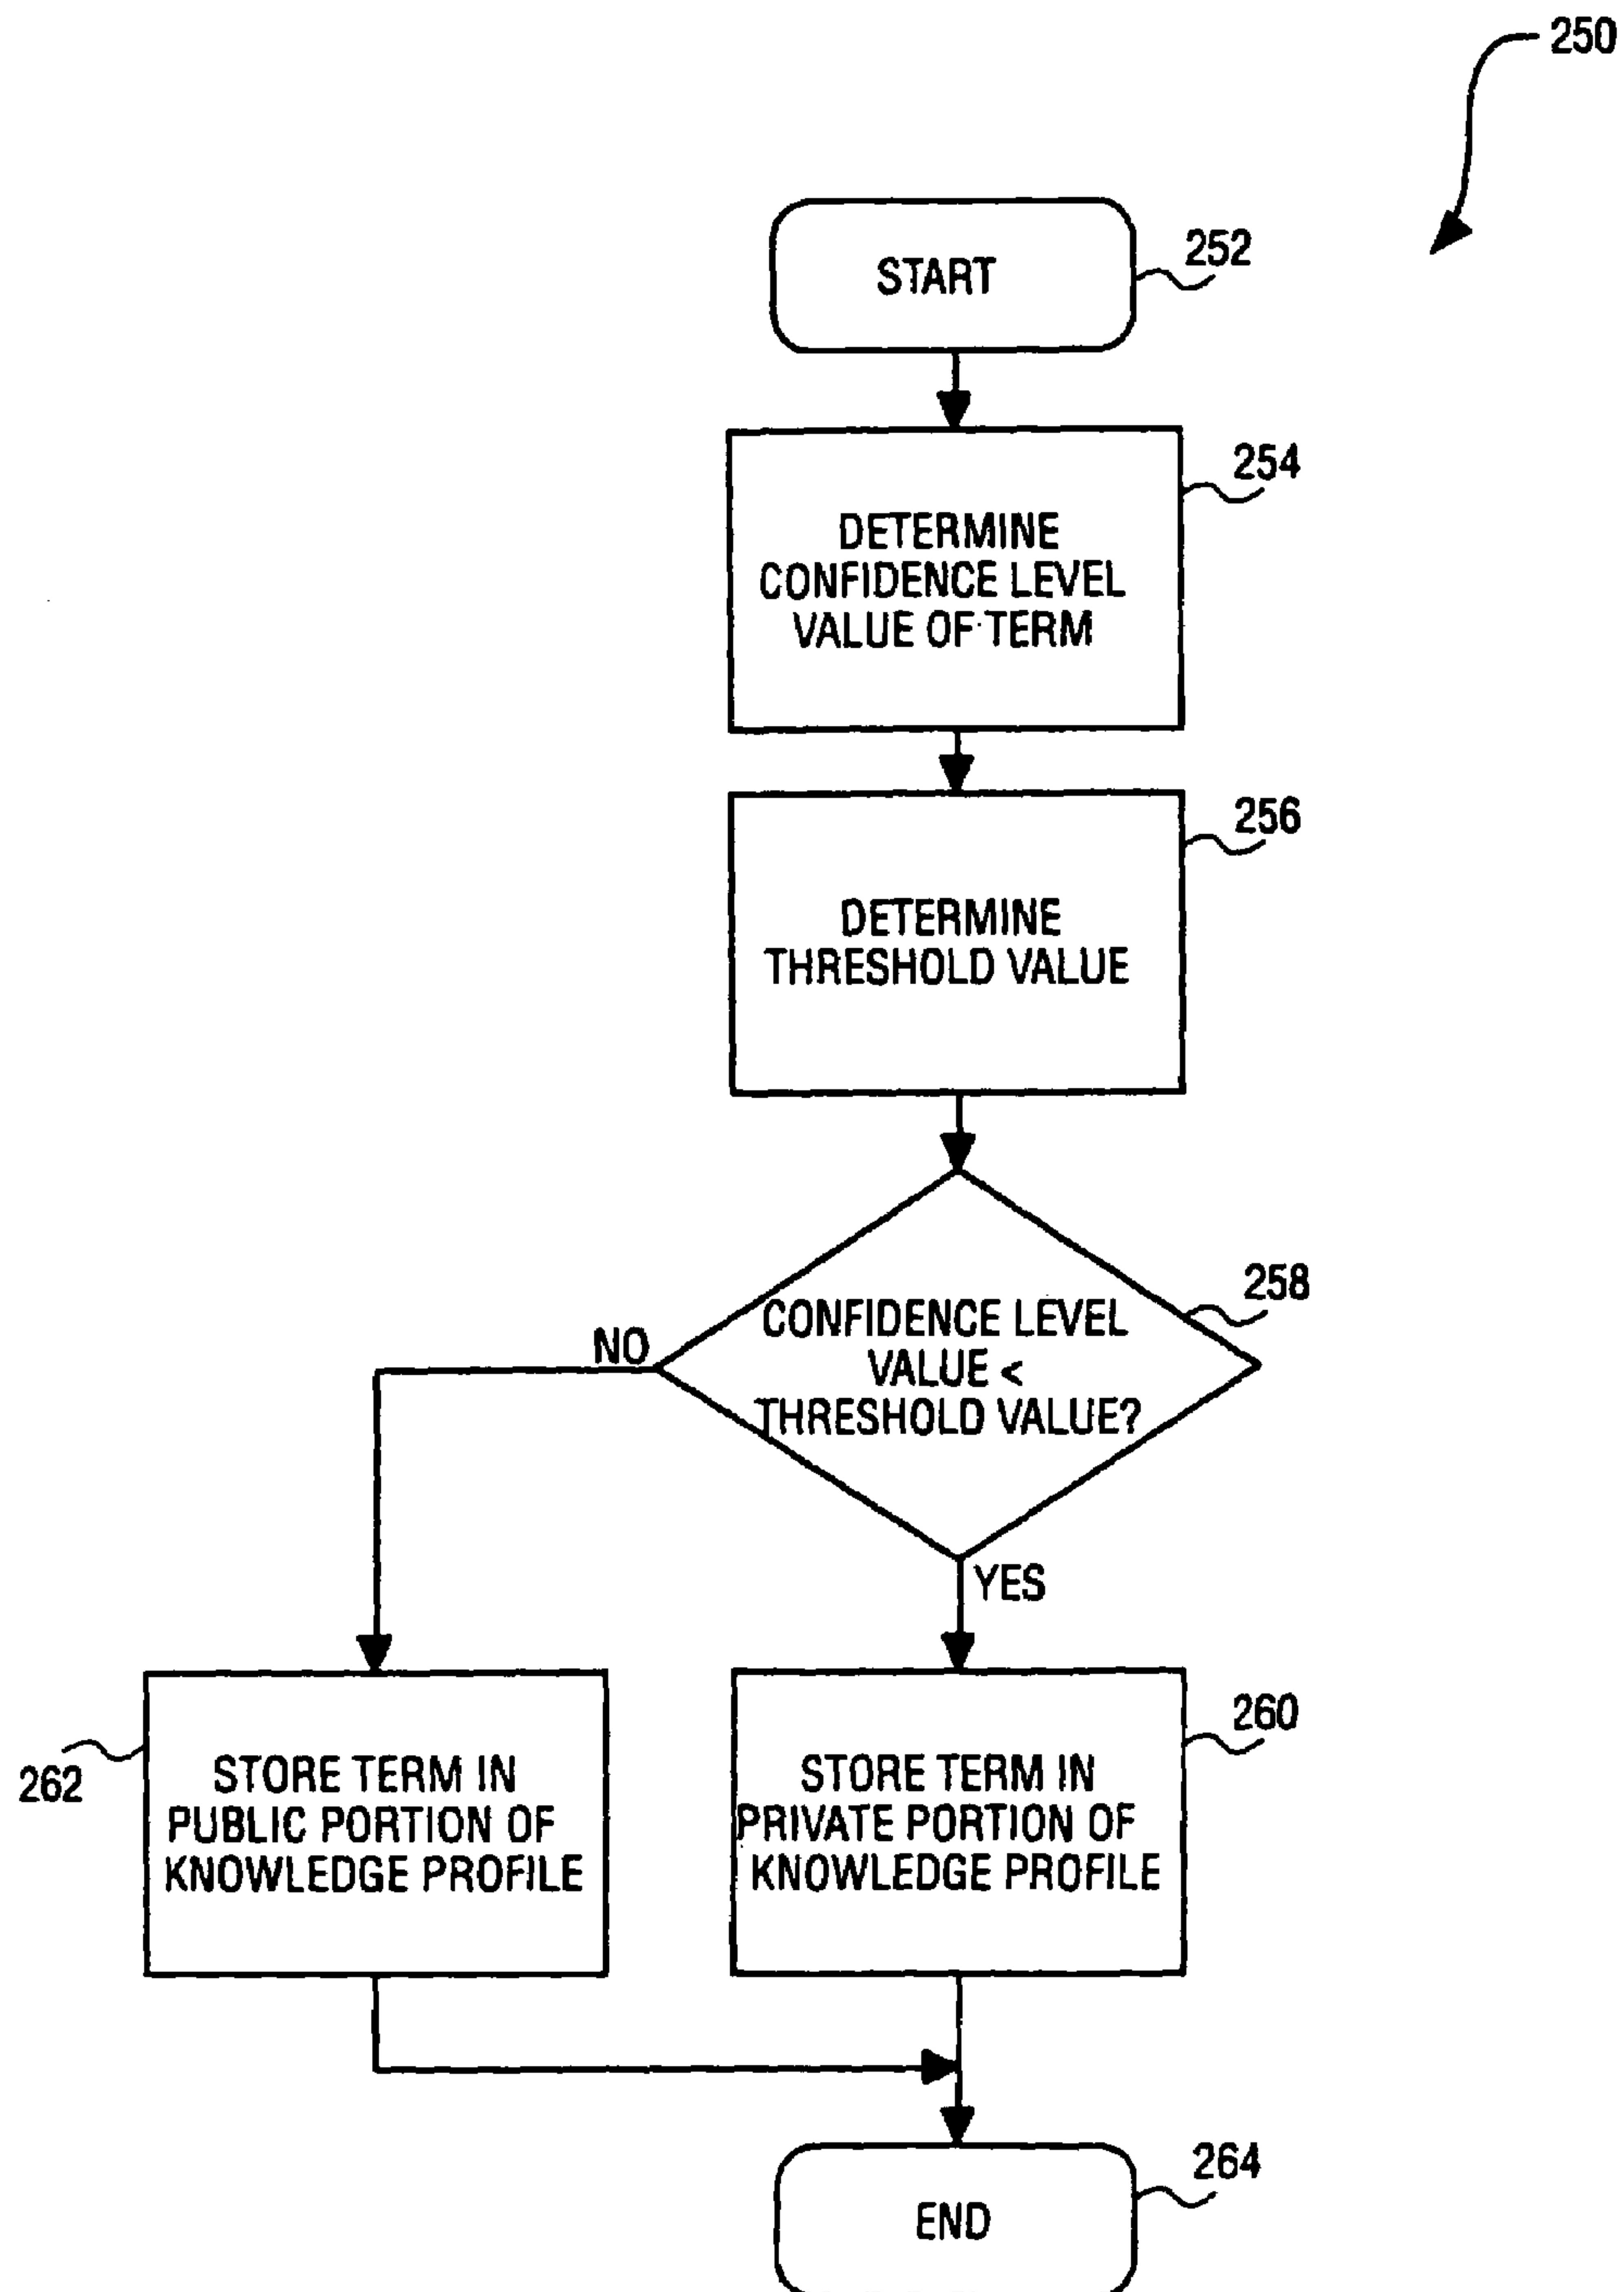 250
START
252
254
DETERMINE
CONFIDENCE LEVEL
VALUE OF TERM
256
DETERMINE
THRESHOLD VALUE
258
CONFIDENCE LEVEL
VALUE <
THRESHOLD VALUE?
NO
YES
262
STORE TERM IN
PUBLIC PORTION OF
KNOWLEDGE PROFILE
260
STORE TERM IN
PRIVATE PORTION OF
KNOWLEDGE PROFILE
264
END